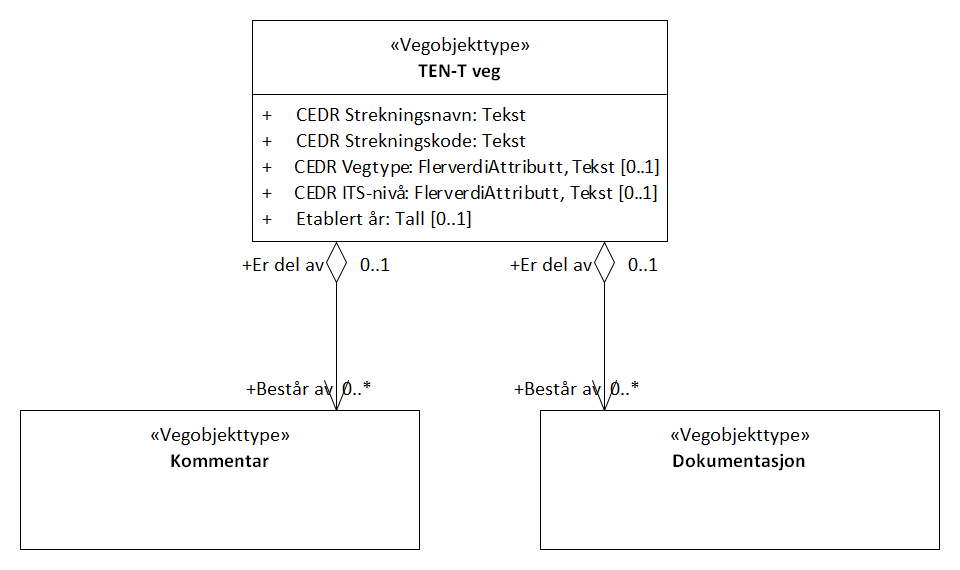 «Vegobjekttype»
TEN-T veg
+ CEDR Strekningsnavn: Tekst
+ CEDR Strekningskode: Tekst
+ CEDR Vegtype: FlerverdiAttributt, Tekst [0..1]
+ CEDR ITS-nivå: FlerverdiAttributt, Tekst [0..1]
+ Etablert år: Tall [0..1]
+Er del av 0..1 +Er del av 0..1
+Består av 0..* +Består av 0..*
«Vegobjekttype» «Vegobjekttype»
Kommentar Dokumentasjon